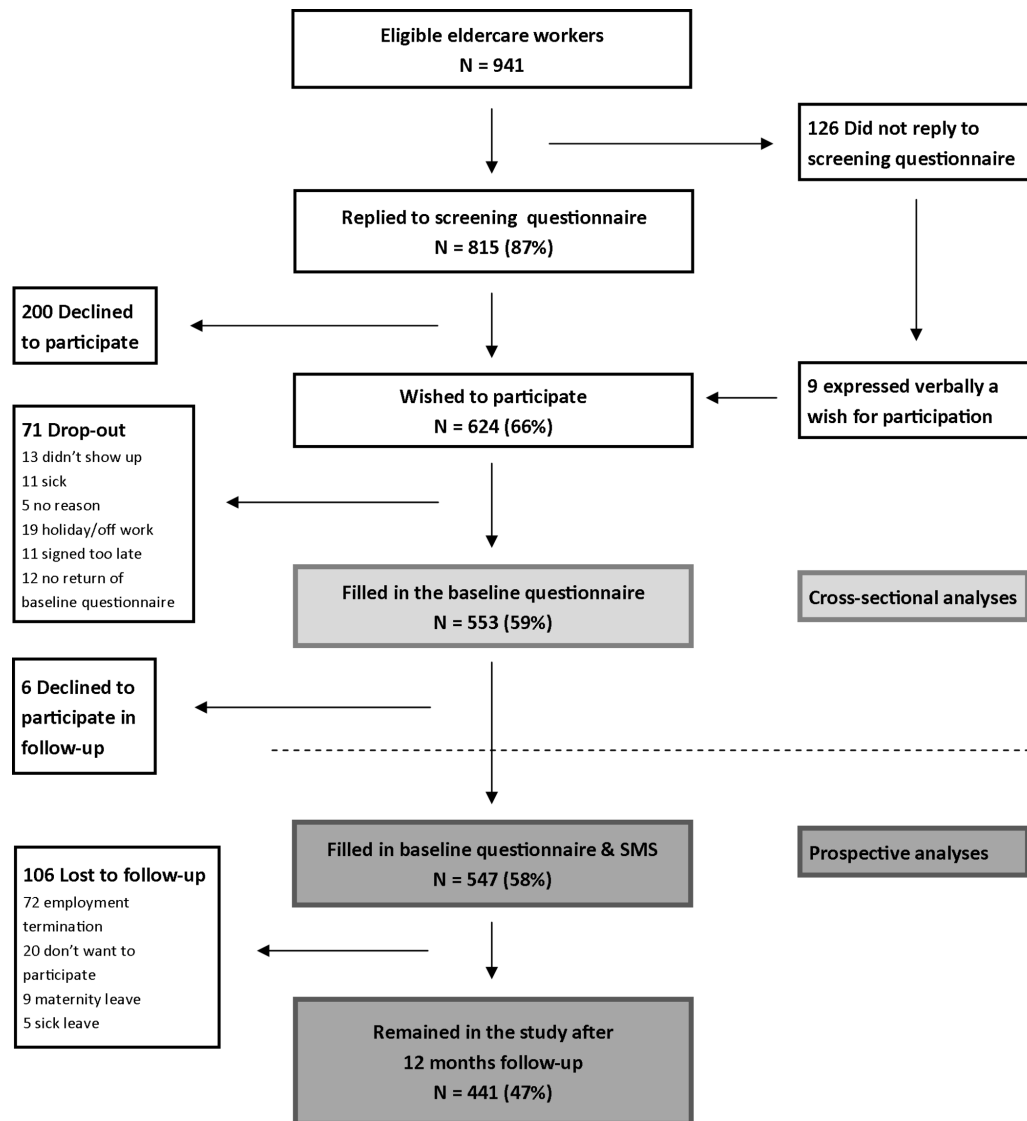 Eligible eldercare workers
N = 941
126 Did not reply to
screening questionnaire
Replied to screening questionnaire
N = 815 (87%)
200 Declined
to participate
Wished to participate
N = 624 (66%)
9 expressed verbally a
wish for participation
71 Drop-out
13 didn't show up
11 sick
5 no reason
19 holiday/off work
11 signed too late
12 no return of
baseline questionnaire
Filled in the baseline questionnaire
N = 553 (59%)
Cross-sectional analyses
6 Declined to
participate in
follow-up
Filled in baseline questionnaire & SMS
N = 547 (58%)
Prospective analyses
106 Lost to follow-up
72 employment
termination
20 don't want to
participate
9 maternity leave
5 sick leave
Remained in the study after
12 months follow-up
N = 441 (47%)